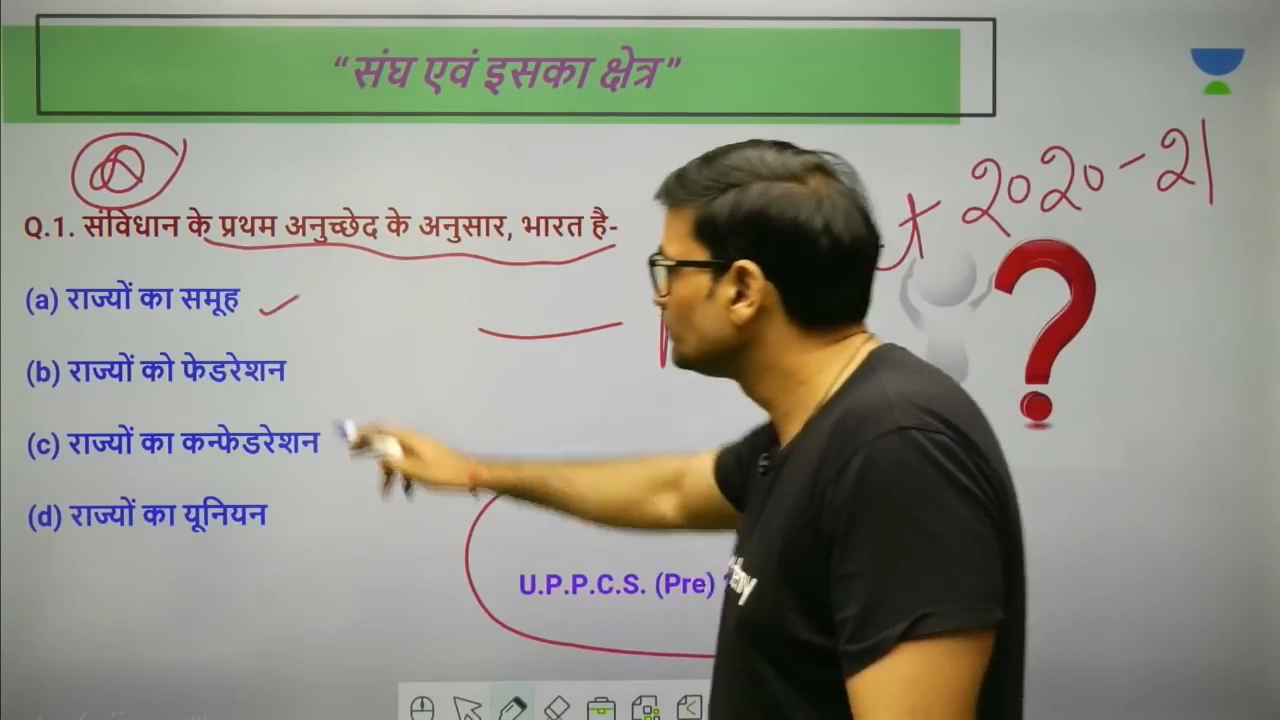 “संघ एवं इसका क्षेत्र”
2020-21
Q.1. संविधान के प्रथम अनुच्छेद के अनुसार, भारत है-
(a) राज्यों का समूह
(b) राज्यों को फेडरेशन
(c) राज्यों का कन्फेडरेशन
(d) राज्यों का यूनियन
U.P.P.C.S. (Pre)